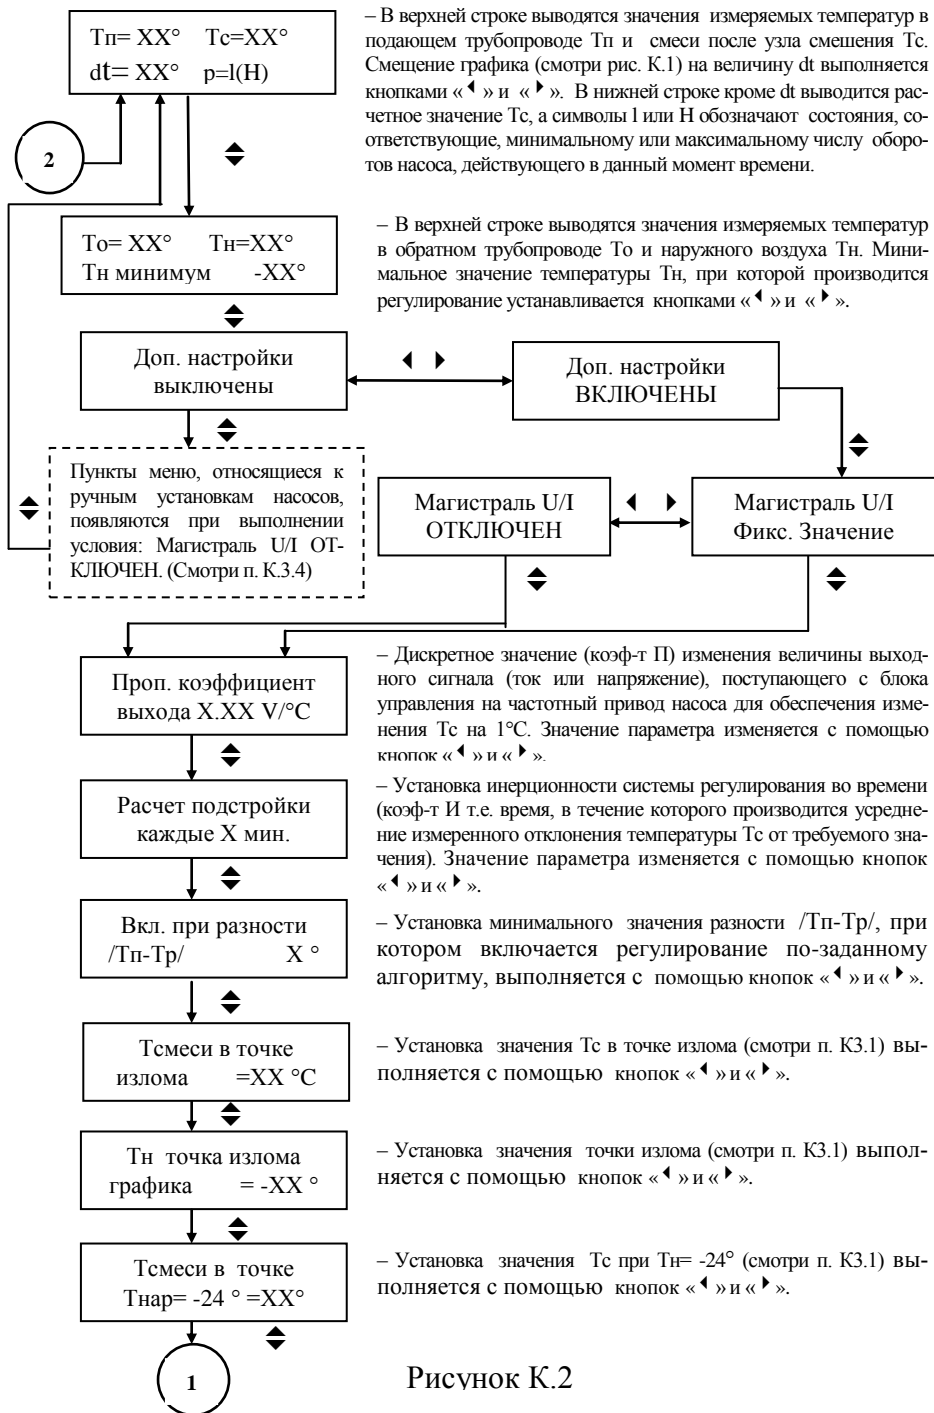 Тп= XX° Тс=XX°
dt= XX° р=l(Н)
– В верхней строке выводятся значения измеряемых температур в
подающем трубопроводе Тп и смеси после узла смешения Тс.
Смещение графика (смотри рис. К.1) на величину dt выполняется
кнопками «◂» и «▸». В нижней строке кроме dt выводится рас-
четное значение Тс, а символы l или Н обозначают состояния, со-
ответствующие, минимальному или максимальному числу оборо-
тов насоса, действующего в данный момент времени.
2
То= XX° Тн=XX°
Тн минимум -XX°
– В верхней строке выводятся значения измеряемых температур
в обратном трубопроводе То и наружного воздуха Тн. Мини-
мальное значение температуры Тн, при которой производится
регулирование устанавливается кнопками «◂» и «▸».
Доп. настройки
выключены
Доп. настройки
ВКЛЮЧЕНЫ
Пункты меню, относящиеся к
ручным установкам насосов,
появляются при выполнении
условия: Магистраль U/I ОТ-
КЛЮЧЕН. (Смотри п. К.3.4)
Магистраль U/I
ОТКЛЮЧЕН
Магистраль U/I
Фикс. Значение
Проп. коэффициент
выхода X.XX V/°C
– Дискретное значение (коэф-т П) изменения величины выход-
ного сигнала (ток или напряжение), поступающего с блока
управления на частотный привод насоса для обеспечения изме-
нения Тс на 1°С. Значение параметра изменяется с помощью
кнопок «◂» и «▸».
Расчет подстройки
каждые X мин.
– Установка инерционности системы регулирования во времени
(коэф-т И т.е. время, в течение которого производится усредне-
ние измеренного отклонения температуры Тс от требуемого зна-
чения). Значение параметра изменяется с помощью кнопок
«◂» и «▸».
Вкл. при разности
/Тп-Тр/ X °
– Установка минимального значения разности /Тп-Тр/, при
котором включается регулирование по-заданному
алгоритму, выполняется с помощью кнопок «◂» и «▸».
Тсмеси в точке
излома =XX °C
– Установка значения Тс в точке излома (смотри п. К3.1) вы-
полняется с помощью кнопок «◂» и «▸».
Тн точка излома
графика = -XX °
– Установка значения точки излома (смотри п. К3.1) выпол-
няется с помощью кнопок «◂» и «▸».
Тсмеси в точке
Тнар= -24 ° =XX°
– Установка значения Тс при Тн= -24° (смотри п. К3.1) вы-
полняется с помощью кнопок «◂» и «▸».
1
Рисунок К.2